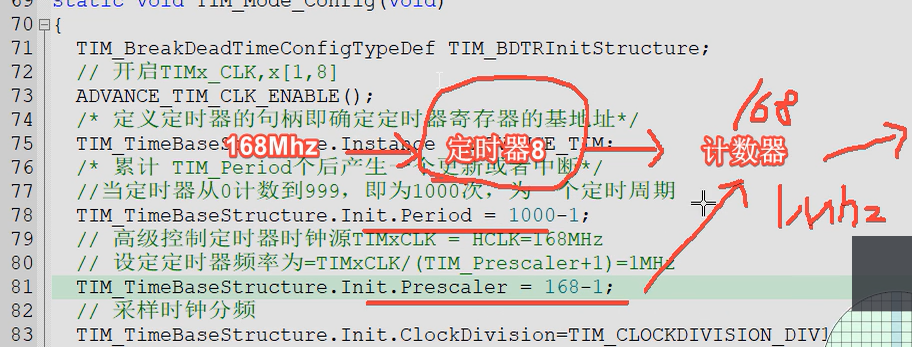 69 static void TIM_Mode_Config(void)
70 {
71 TIM_BreakDeadTimeConfigTypeDef TIM_BDTRInitStructure;
72 // 开启TIMx_CLK,x[1,8]
73 ADVANCE_TIM_CLK_ENABLE();
74 /* 定义定时器的句柄即确定定时器寄存器的基地址*/
75 TIM_TimeBaseStructure.Instance TIM;
168Mhz 定时器8 计数器 168
76 /* 累计 TIM_Period个后产生一个更新或者中断*/
77 //当定时器从0计数到999，即为1000次，为 个定时周期
1Mhz
78 TIM_TimeBaseStructure.Init.Period = 1000-1;
79 // 高级控制定时器时钟源TIMxCLK = HCLK=168MHz
80 // 设定定时器频率为=TIMxCLK/(TIM_Prescaler+1)=1MHz
81 TIM_TimeBaseStructure.Init.Prescaler = 168-1;
82 // 采样时钟分频
83 TIM_TimeBaseStructure.Init.ClockDivision=TIM_CLOCKDIVISION_DIV1